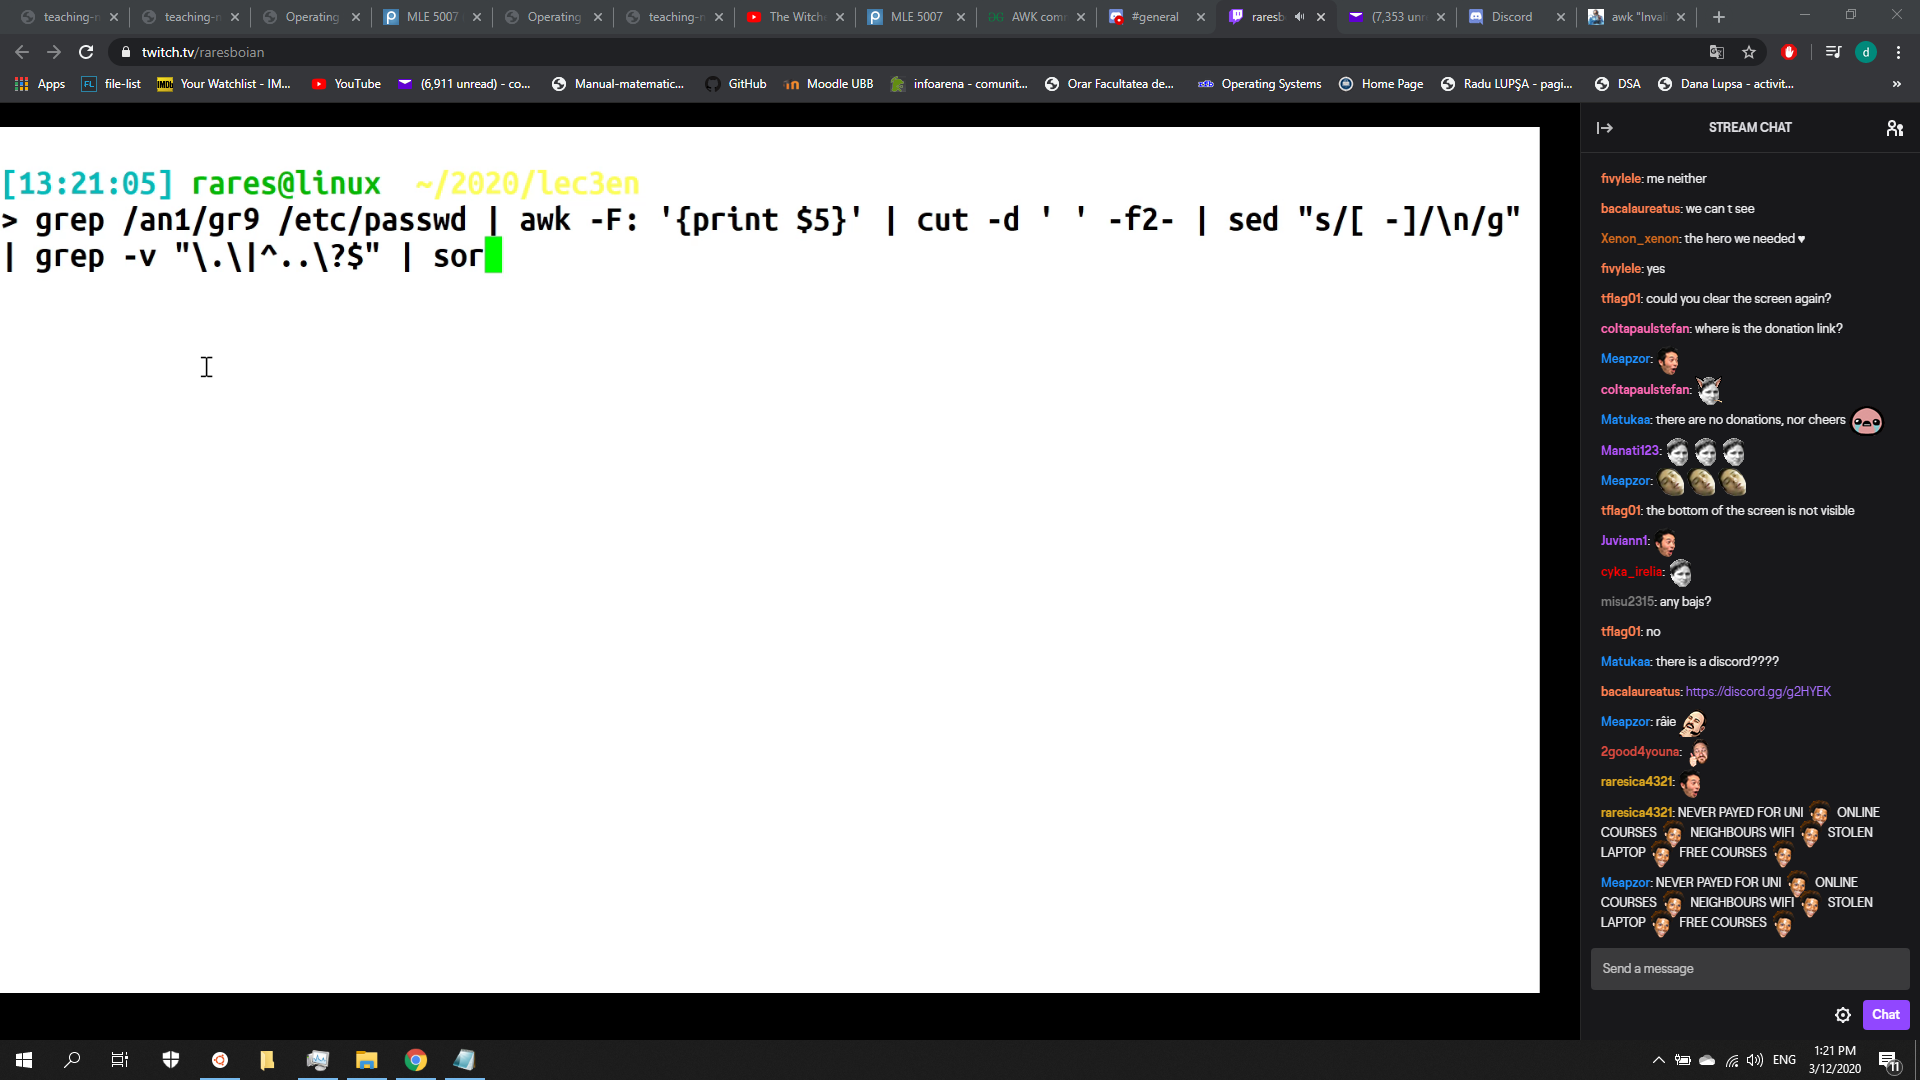 teaching-r
teaching-r
Operating
MLE 5007
Operating
teaching-r
The Witch
MLE 5007
AWK com
#general
raresb
(7,353 unr
Discord
awk "Inval
twitch.tv/raresboian
d
Apps
FL file-list
IMDb Your Watchlist - IM...
YouTube
(6,911 unread) - co...
Manual-matematic...
GitHub
Moodle UBB
infoarena - comunit...
Orar Facultatea de...
Operating Systems
Home Page
Radu LUPŞA - pagi...
DSA
Dana Lupsa - activit...
»
[13:21:05] rares@linux ~/2020/lec3en
> grep /an1/gr9 /etc/passwd | awk -F: '{print $5}' | cut -d ' ' -f2- | sed "s/[ -]/\n/g"
| grep -v "\.\|^..\?$" | sor
STREAM CHAT
fivylele: me neither
bacalaureatus: we can t see
Xenon_xenon: the hero we needed ♥
fivylele: yes
tflag01: could you clear the screen again?
coltapaulstefan: where is the donation link?
Meapzor:
coltapaulstefan:
Matukaa: there are no donations, nor cheers
Manati123:
Meapzor:
tflag01: the bottom of the screen is not visible
Juviann1:
cyka_irelia:
misu2315: any bajs?
tflag01: no
Matukaa: there is a discord????
bacalaureatus: https://discord.gg/g2HYEK
Meapzor: râie
2good4youna:
raresica4321:
raresica4321: NEVER PAYED FOR UNI ONLINE
COURSES NEIGHBOURS WIFI STOLEN
LAPTOP FREE COURSES
Meapzor: NEVER PAYED FOR UNI ONLINE
COURSES NEIGHBOURS WIFI STOLEN
LAPTOP FREE COURSES
Send a message
Chat
ENG
1:21 PM
3/12/2020
11